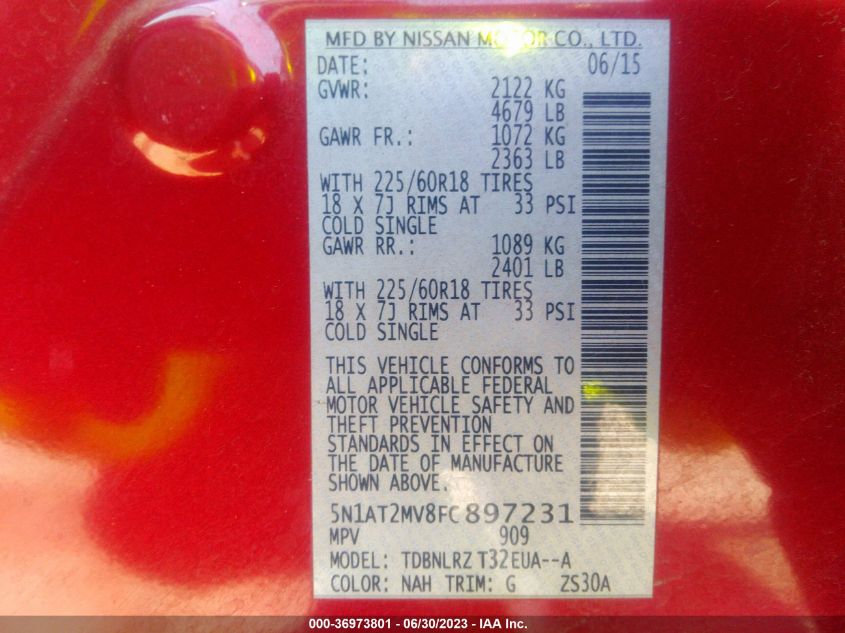 MFD BY NISSAN MOTOR CO., LTD.
DATE: 06/15
GVWR: 2122 KG
4679 LB
GAWR FR.: 1072 KG
2363 LB
WITH 225/60R18 TIRES
18 X 7J RIMS AT 33 PSI
COLD SINGLE
GAWR RR.: 1089 KG
2401 LB
WITH 225/60R18 TIRES
18 X 7J RIMS AT 33 PSI
COLD SINGLE
THIS VEHICLE CONFORMS TO
ALL APPLICABLE FEDERAL
MOTOR VEHICLE SAFETY AND
THEFT PREVENTION
STANDARDS IN EFFECT ON
THE DATE OF MANUFACTURE
SHOWN ABOVE.
5N1AT2MV8FC897231
MPV 909
MODEL: TDBNLRZ T32EUA--A
COLOR: NAH TRIM: G ZS30A
000-36973801 - 06/30/2023 - IAA Inc.